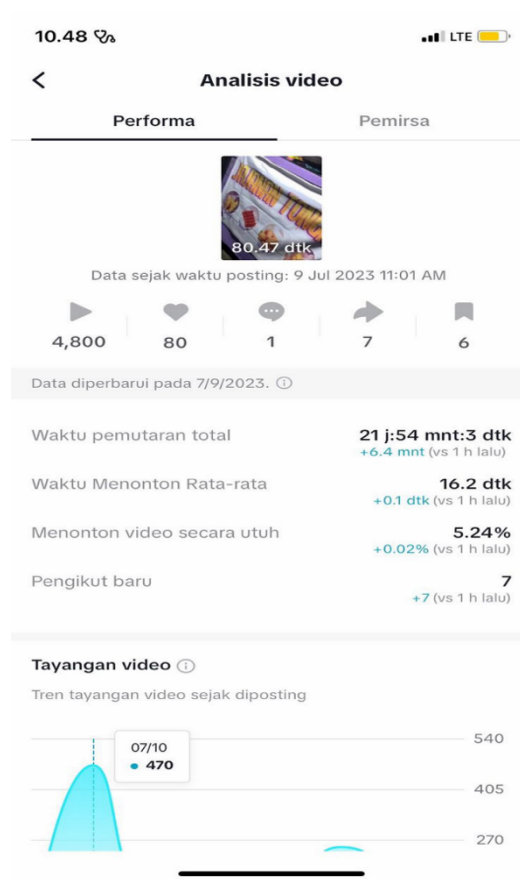 10.48
LTE
Analisis video
Performa
Pemirsa
80.47 dtk
Data sejak waktu posting: 9 Jul 2023 11:01 AM
4,800
80
1
7
6
Data diperbarui pada 7/9/2023.
Waktu pemutaran total
21 j:54 mnt:3 dtk
+6.4 mnt (vs 1 h lalu)
Waktu Menonton Rata-rata
16.2 dtk
+0.1 dtk (vs 1 h lalu)
Menonton video secara utuh
5.24%
+0.02% (vs 1 h lalu)
Pengikut baru
7
+7 (vs 1 h lalu)
Tayangan video
Tren tayangan video sejak diposting
07/10
470
540
405
270